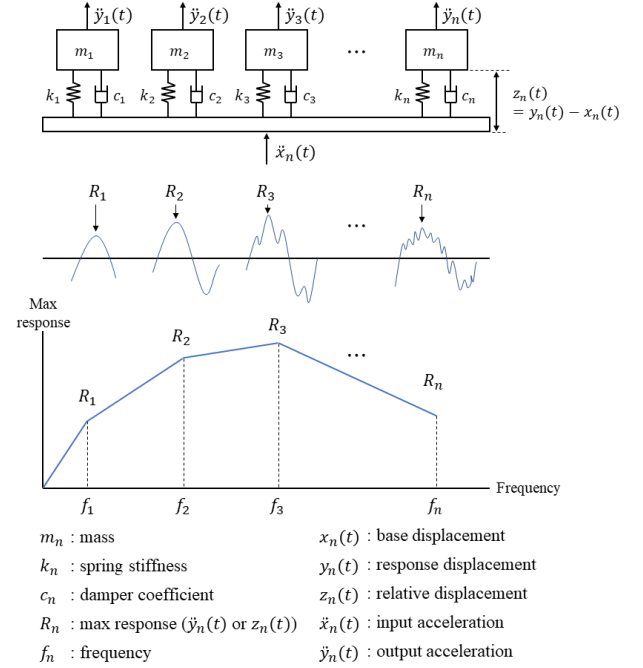 ÿ₁(t) ÿ₂(t) ÿ₃(t) ÿₙ(t)
m₁ m₂ m₃ ⋯ mₙ
k₁ c₁ k₂ c₂ k₃ c₃ kₙ cₙ
zₙ(t)
= yₙ(t) − xₙ(t)
ẍₙ(t)
R₁ R₂ R₃ ⋯ Rₙ
Max
response
R₁ R₂ R₃ ⋯ Rₙ
Frequency
f₁ f₂ f₃ fₙ
mₙ : mass
kₙ : spring stiffness
cₙ : damper coefficient
Rₙ : max response (ÿₙ(t) or zₙ(t))
fₙ : frequency
xₙ(t) : base displacement
yₙ(t) : response displacement
zₙ(t) : relative displacement
ẍₙ(t) : input acceleration
ÿₙ(t) : output acceleration